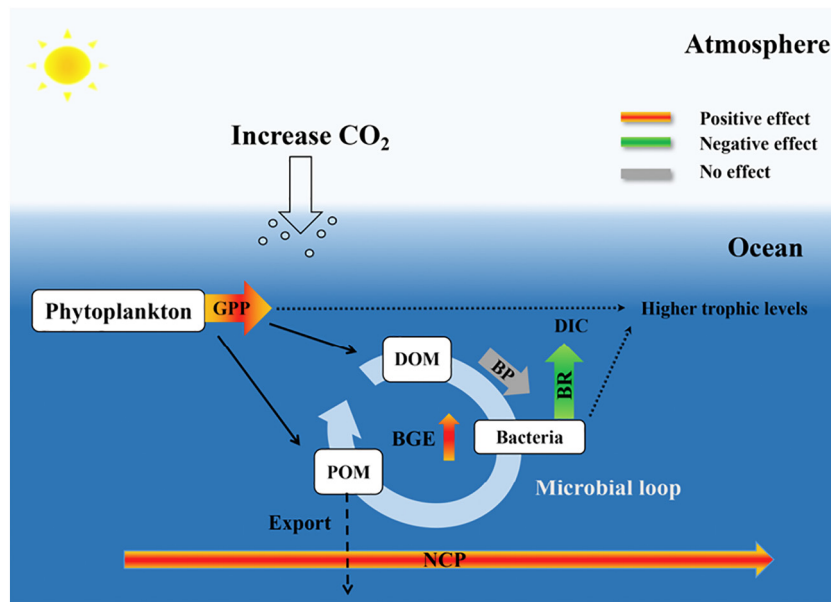 Atmosphere
Increase CO₂
Positive effect
Negative effect
No effect
Ocean
Phytoplankton
GPP
Higher trophic levels
DIC
DOM
BP
BR
BGE
Bacteria
POM
Microbial loop
Export
NCP